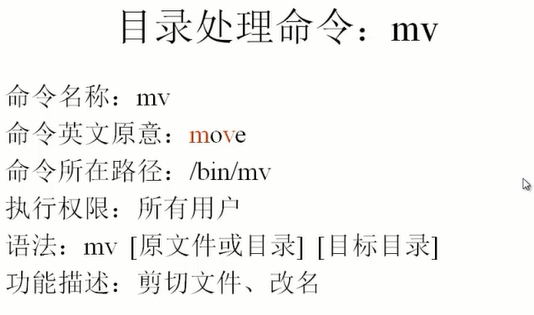 目录处理命令：mv
命令名称：mv
命令英文原意：move
命令所在路径：/bin/mv
执行权限：所有用户
语法：mv [原文件或目录] [目标目录]
功能描述：剪切文件、改名